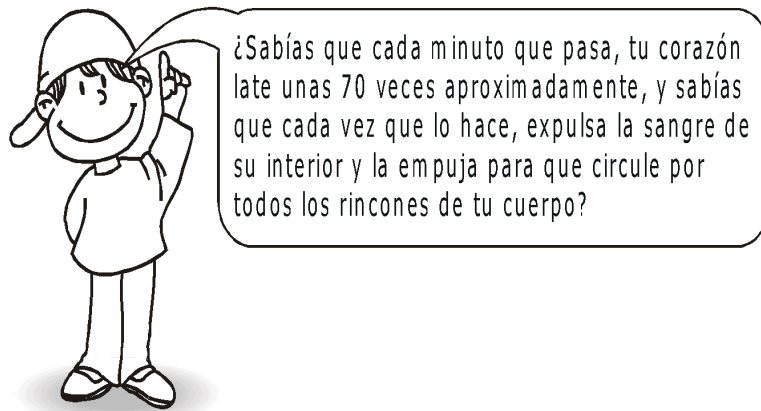 ¿Sabías que cada minuto que pasa, tu corazón
late unas 70 veces aproximadamente, y sabías
que cada vez que lo hace, expulsa la sangre de
su interior y la empuja para que circule por
todos los rincones de tu cuerpo?